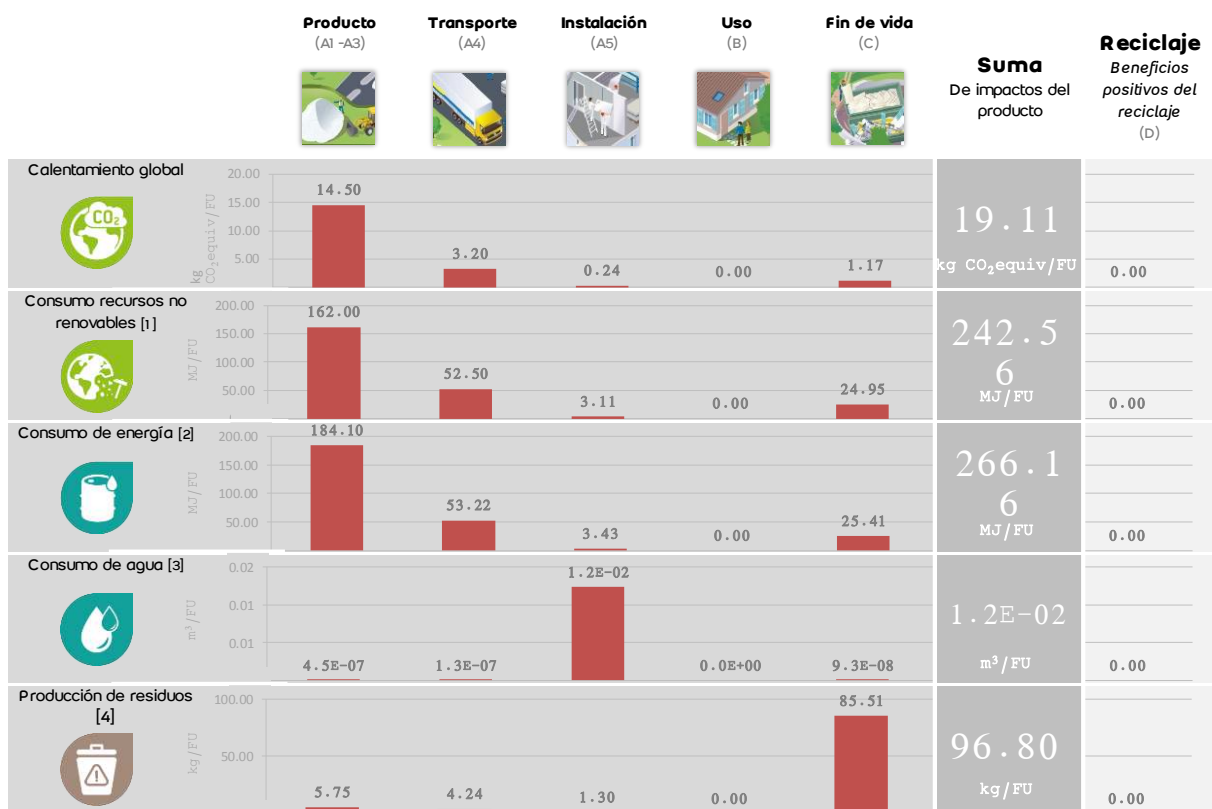 Producto
(A1 -A3)
Transporte
(A4)
Instalación
(A5)
Uso
(B)
Fin de vida
(C)
Suma
De impactos del
producto
Reciclaje
Beneficios
positivos del
reciclaje
(D)
Calentamiento global
CO₂
kg
CO₂equiv/FU
20.00
15.00
10.00
5.00
14.50
3.20
0.24
0.00
1.17
19.11
kg CO₂equiv/FU
0.00
Consumo recursos no
renovables [1]
MJ/FU
200.00
150.00
100.00
50.00
-
162.00
52.50
3.11
0.00
24.95
242.5
6
MJ/FU
0.00
Consumo de energía [2]
MJ/FU
200.00
150.00
100.00
50.00
184.10
53.22
3.43
0.00
25.41
266.1
6
MJ/FU
0.00
Consumo de agua [3]
m³/FU
0.02
0.01
0.01
4.5E-07
1.3E-07
1.2E-02
0.0E+00
9.3E-08
1.2E-02
m³/FU
0.00
Producción de residuos
[4]
kg/FU
100.00
50.00
5.75
4.24
1.30
0.00
85.51
96.80
kg/FU
0.00